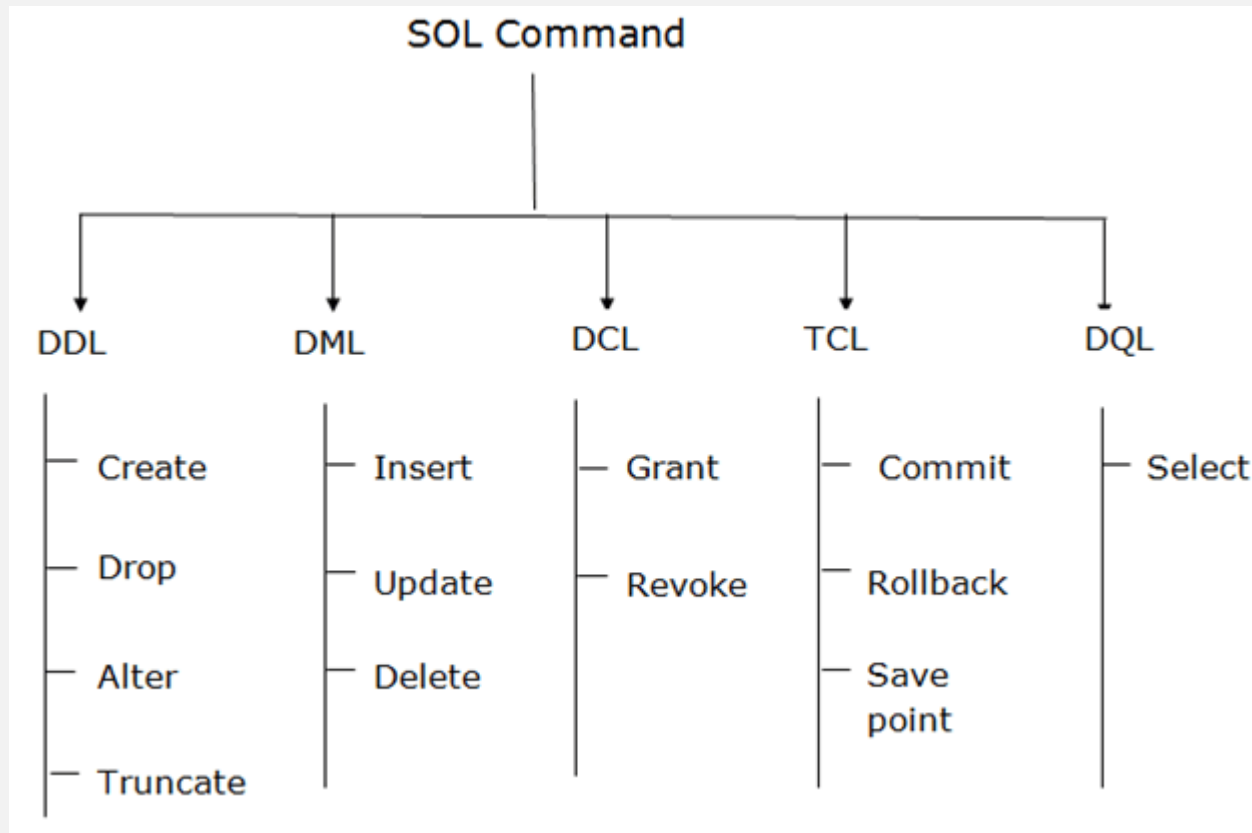 SOL Command
DDL
DML
DCL
TCL
DQL
Create
Drop
Alter
Truncate
Insert
Update
Delete
Grant
Revoke
Commit
Rollback
Save
point
Select